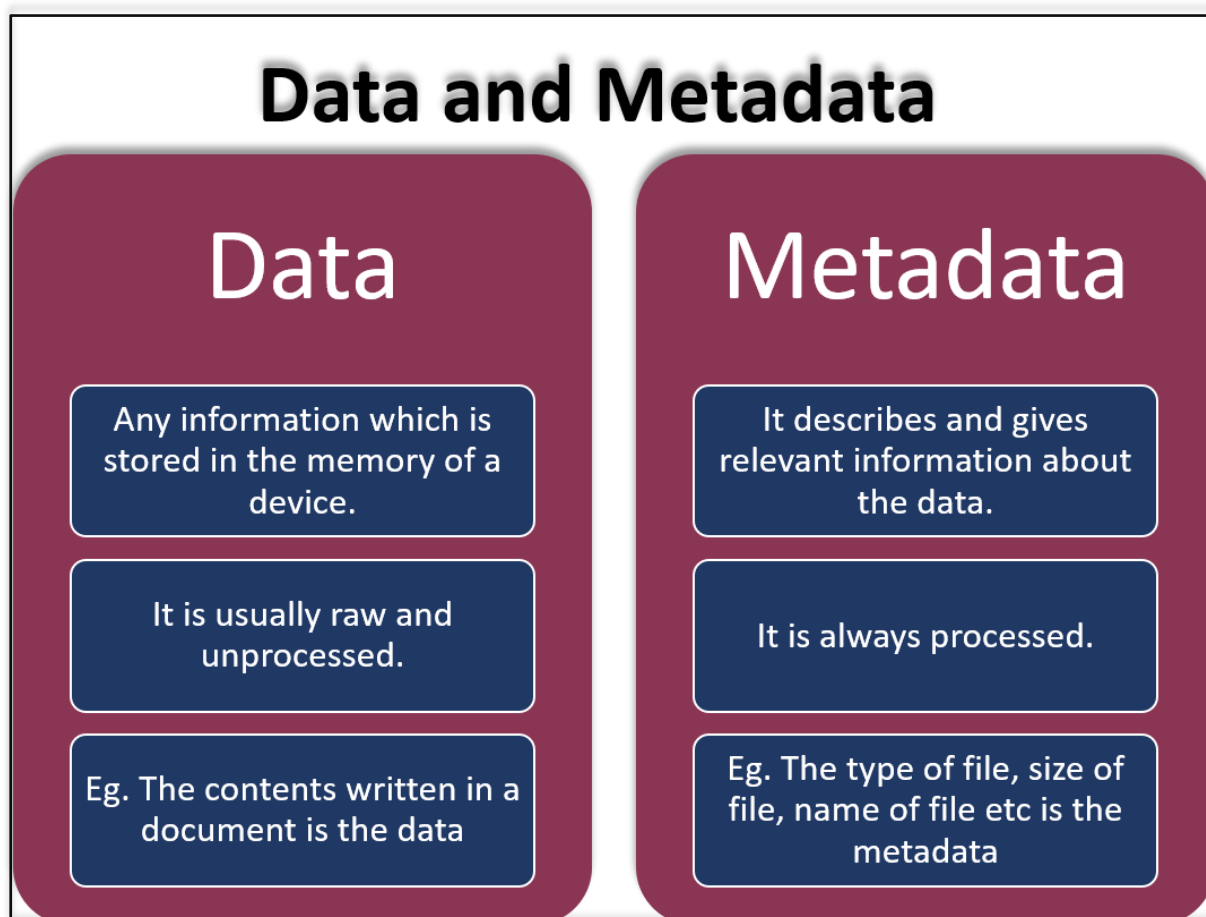 Data and Metadata
Data
Any information which is
stored in the memory of a
device.
It is usually raw and
unprocessed.
Eg. The contents written in a
document is the data
Metadata
It describes and gives
relevant information about
the data.
It is always processed.
Eg. The type of file, size of
file, name of file etc is the
metadata